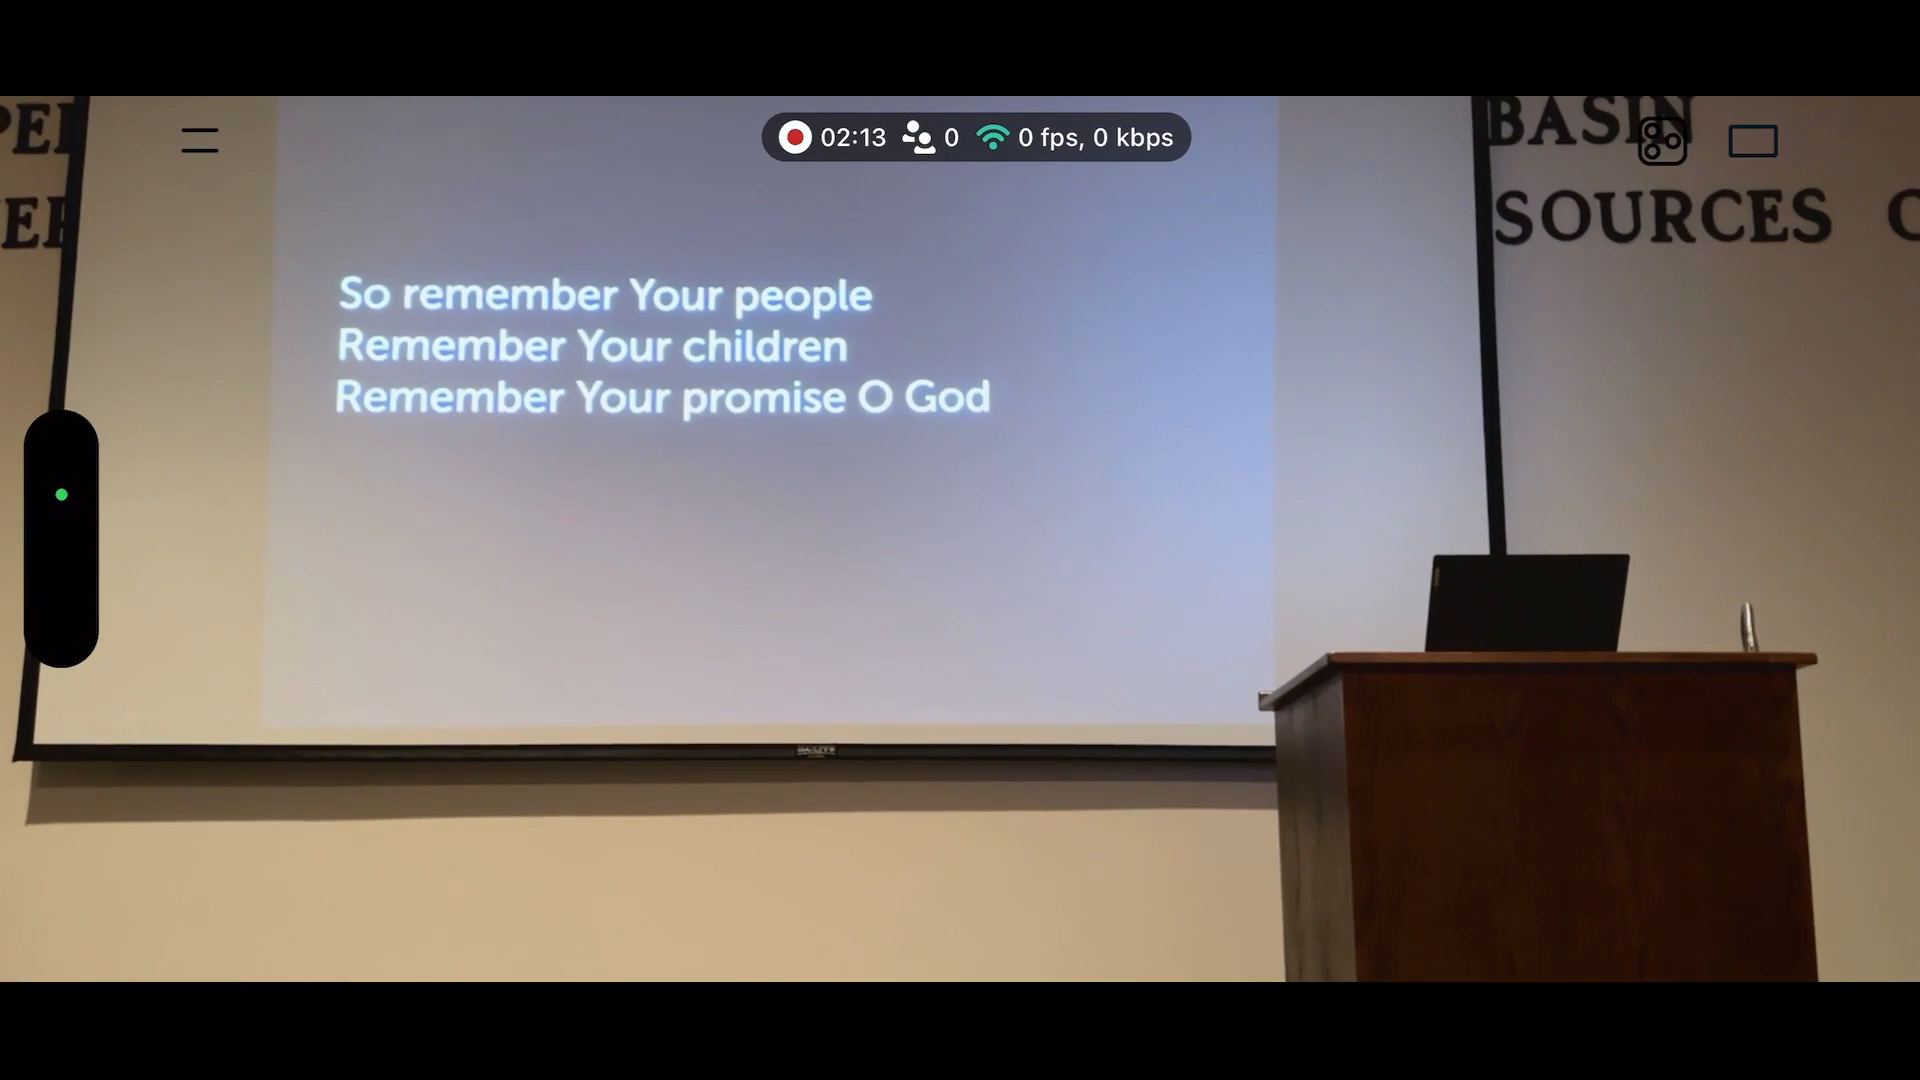 02:13 0 0 fps, 0 kbps
BASIN
SOURCES
So remember Your people
Remember Your children
Remember Your promise O God